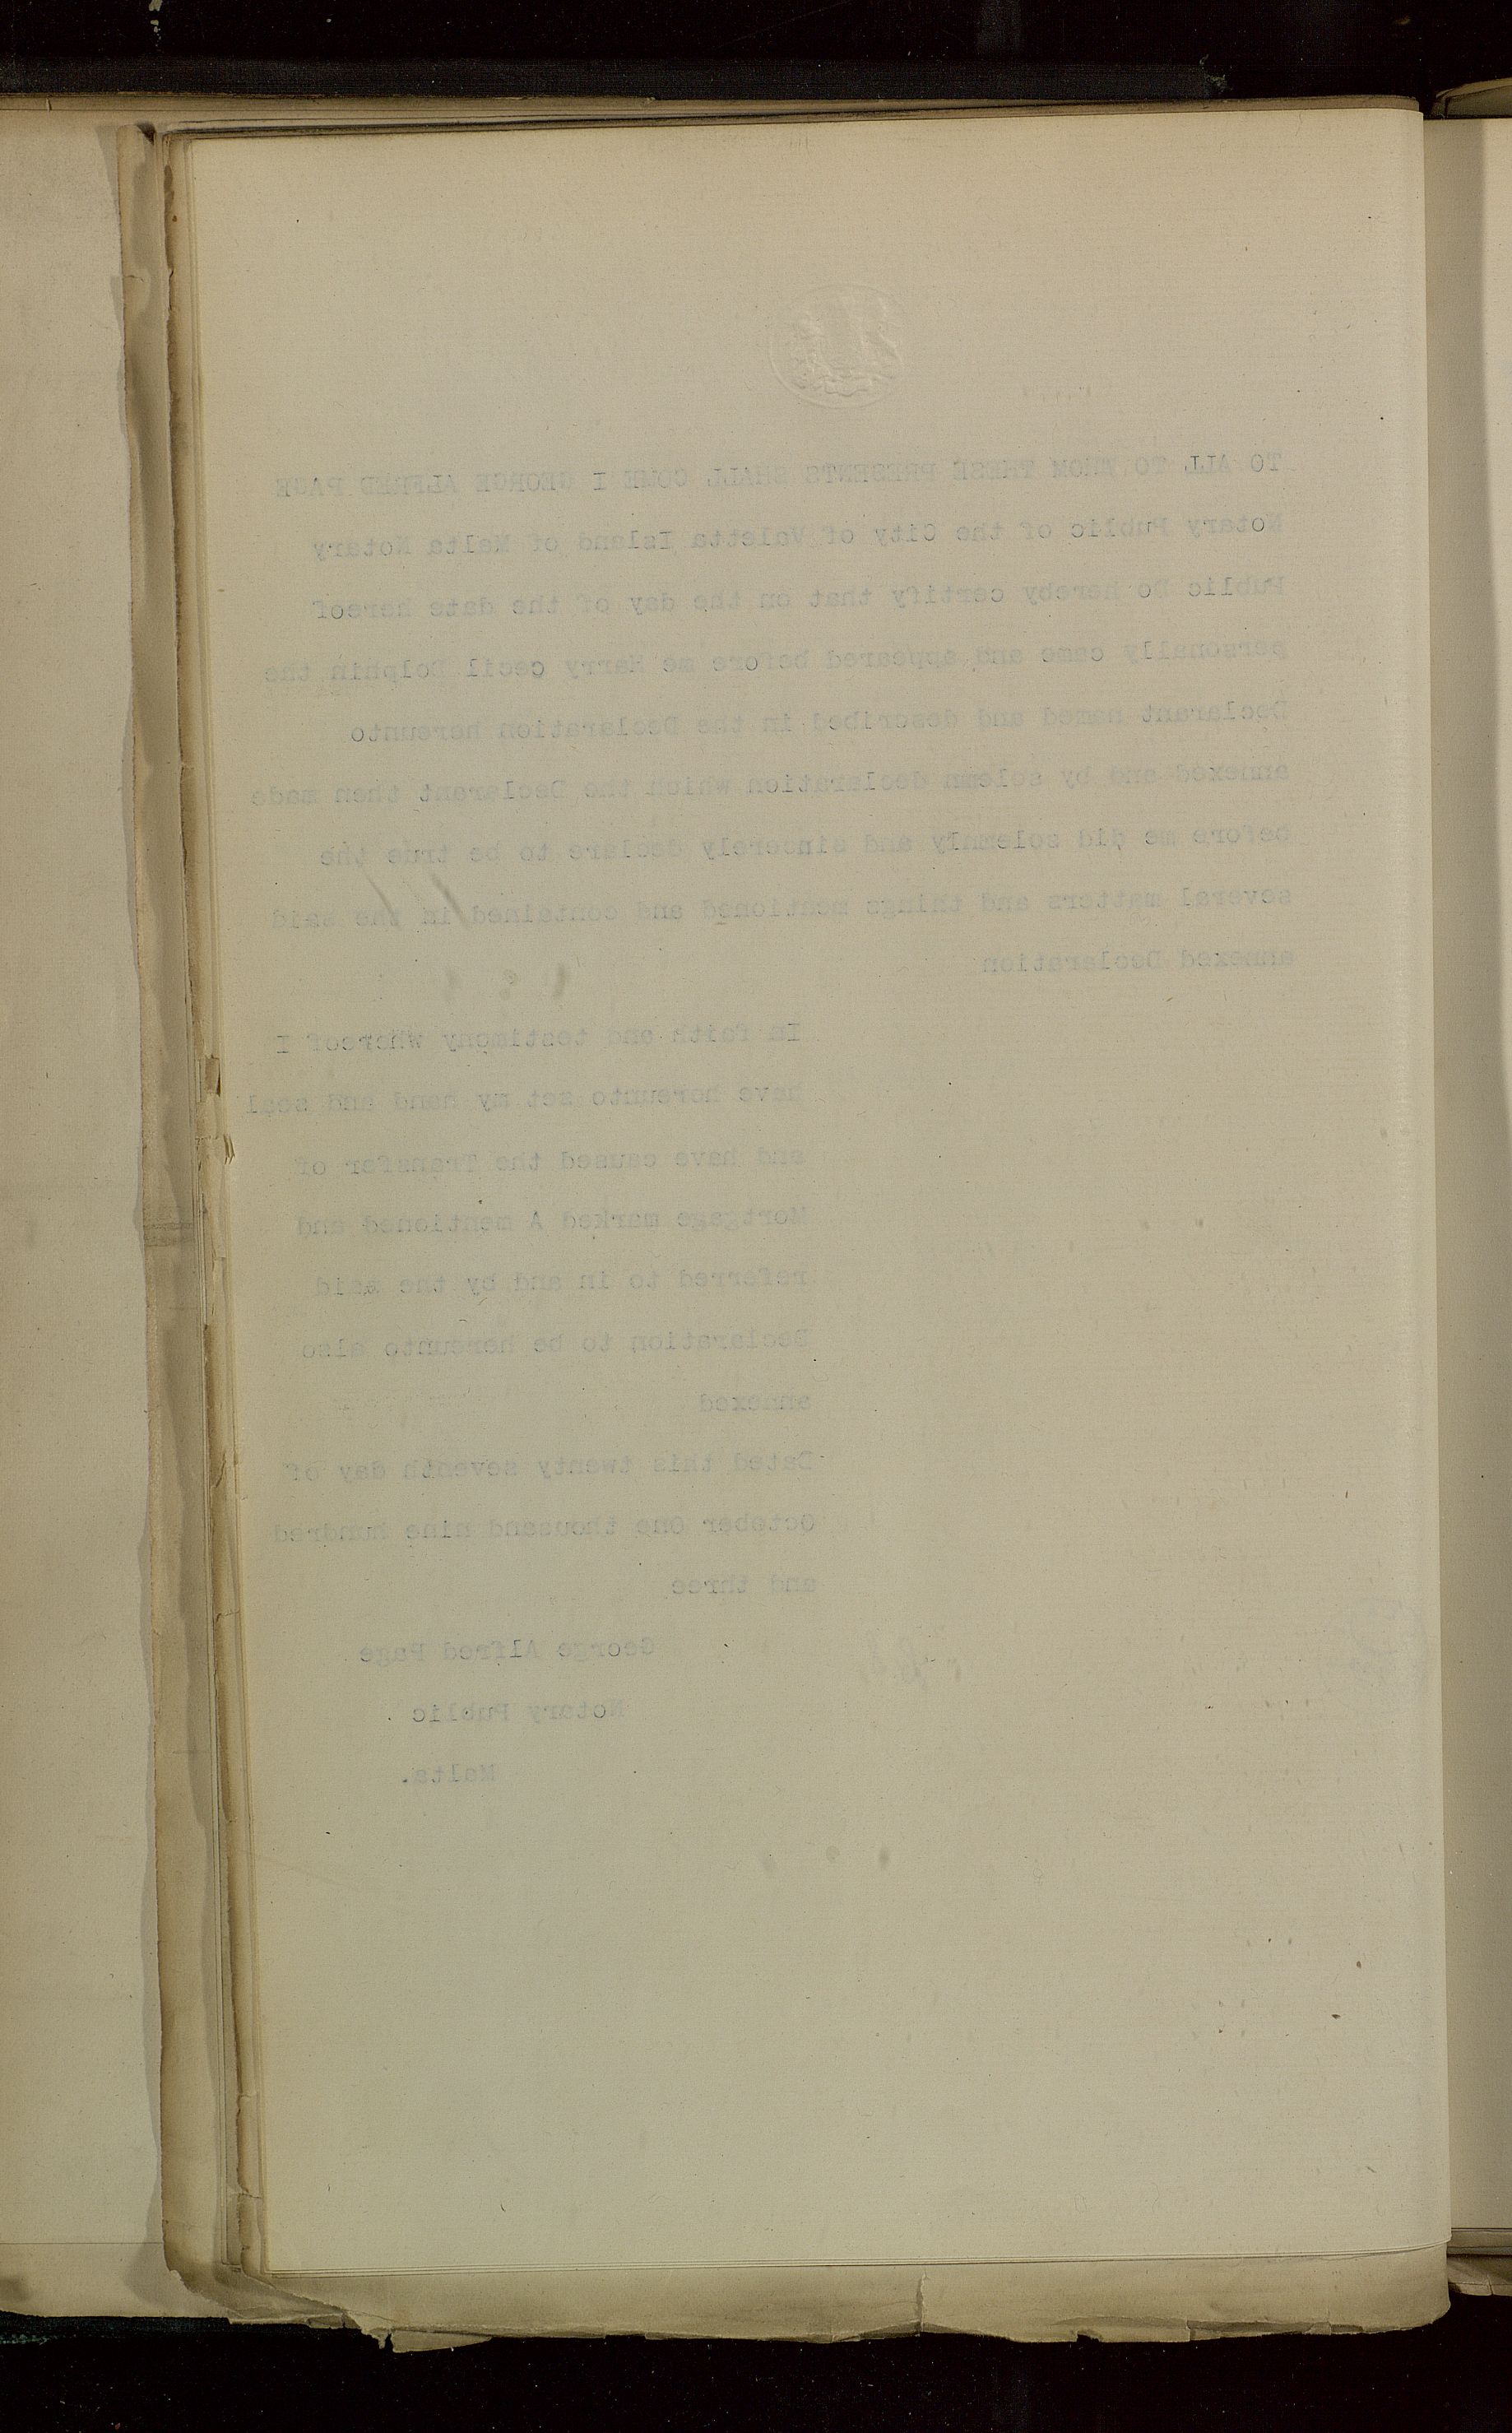 TO ALL TO WHOM THESE PRESENTS SHALL COME I GEORGE ALFRED PAGE
Notary Public of the City of Valetta Island of Malta Notary
Public Do hereby certify that on the day of the date hereof
personally came and appeared before me Harry Cecil Dolphin the
Declarant named and described in the Declaration hereunto
annexed and by solemn declaration which the Declarant then made
before me did solemnly and sincerely declare to be true the
several matters and things mentioned and contained in the said
annexed Declaration
In faith and testimony whereof I
have hereunto set my hand and seal
and have caused the Transfer of
Mortgage marked A mentioned and
referred to in and by the said
Declaration to be hereunto also
annexed
Dated this twenty seventh day of
October One thousand nine hundred
and three
George Alfred Page
Notary Public .
Malta.